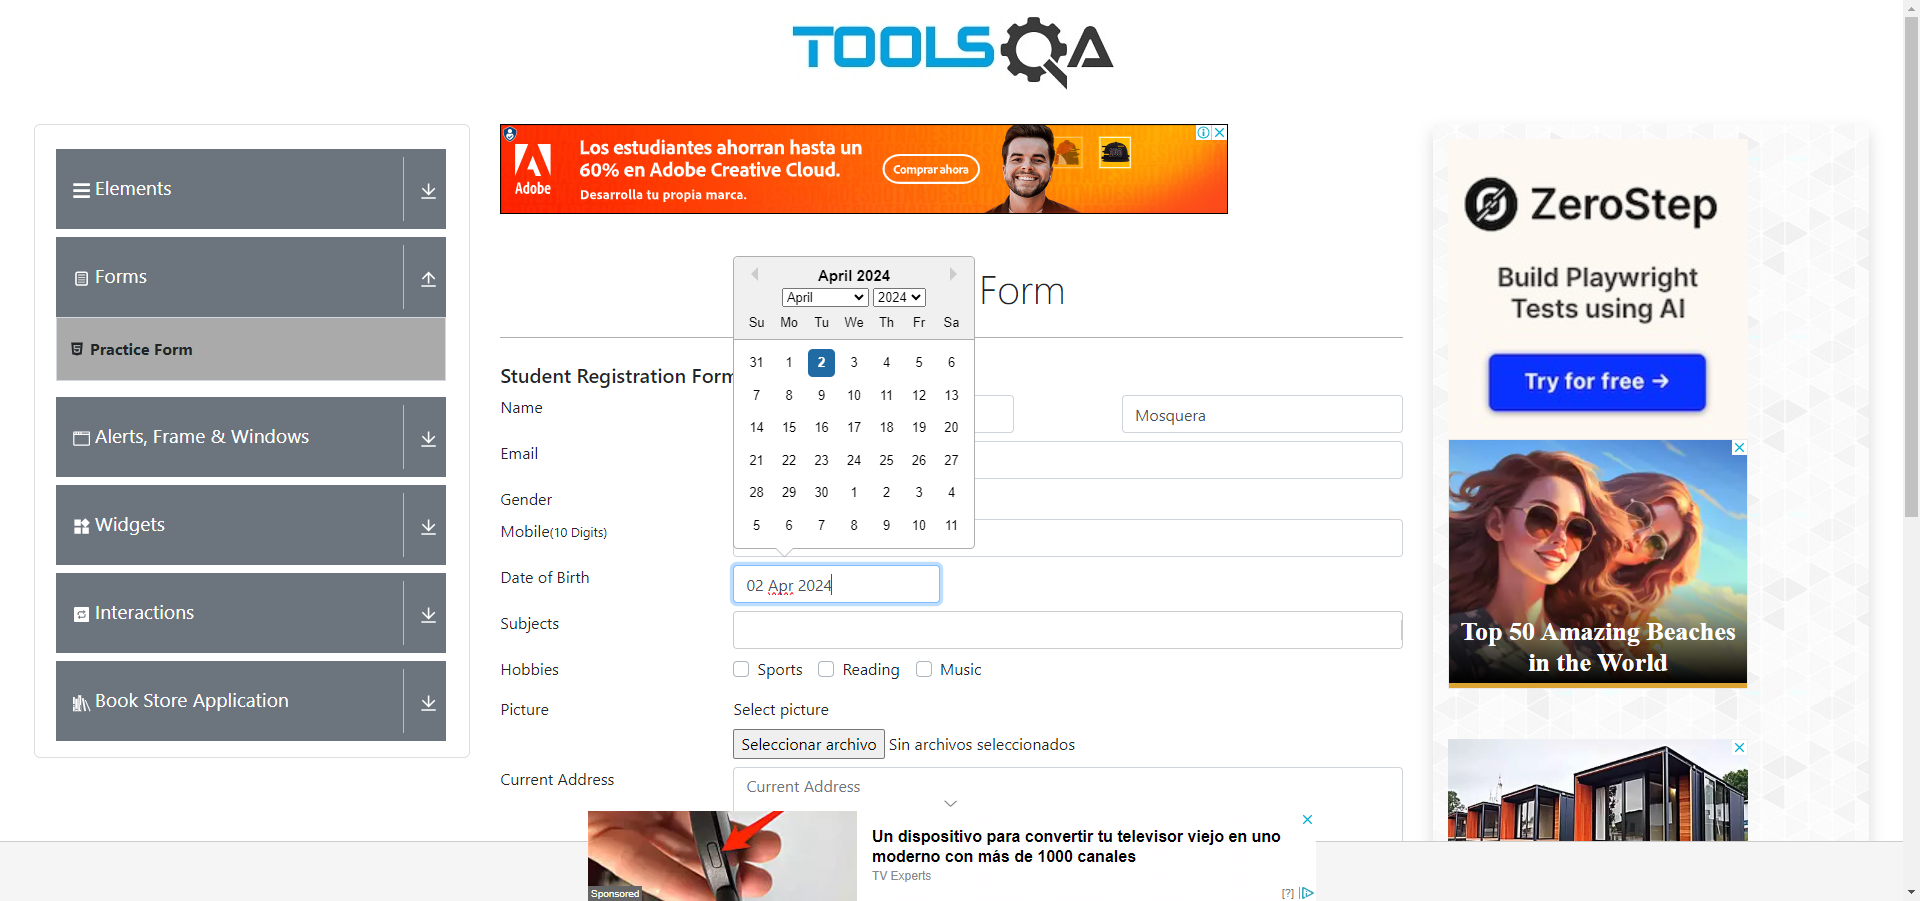 TOOLSQA
Elements
Forms
Practice Form
Alerts, Frame & Windows
Widgets
Interactions
Book Store Application
Adobe
Los estudiantes ahorran hasta un
60% en Adobe Creative Cloud.
Desarrolla tu propia marca.
Comprar ahora
Form
April 2024
April 2024
Su Mo Tu We Th Fr Sa
31 1 2 3 4 5 6
7 8 9 10 11 12 13
14 15 16 17 18 19 20
21 22 23 24 25 26 27
28 29 30 1 2 3 4
5 6 7 8 9 10 11
Student Registration Form
Name
Mosquera
Email
Gender
Mobile(10 Digits)
Date of Birth
02 Apr 2024
Subjects
Hobbies
Sports Reading Music
Picture
Select picture
Seleccionar archivo Sin archivos seleccionados
Current Address
Current Address
ZeroStep
Build Playwright
Tests using AI
Try for free →
Top 50 Amazing Beaches
in the World
Un dispositivo para convertir tu televisor viejo en uno
moderno con más de 1000 canales
TV Experts
Sponsored
[?]